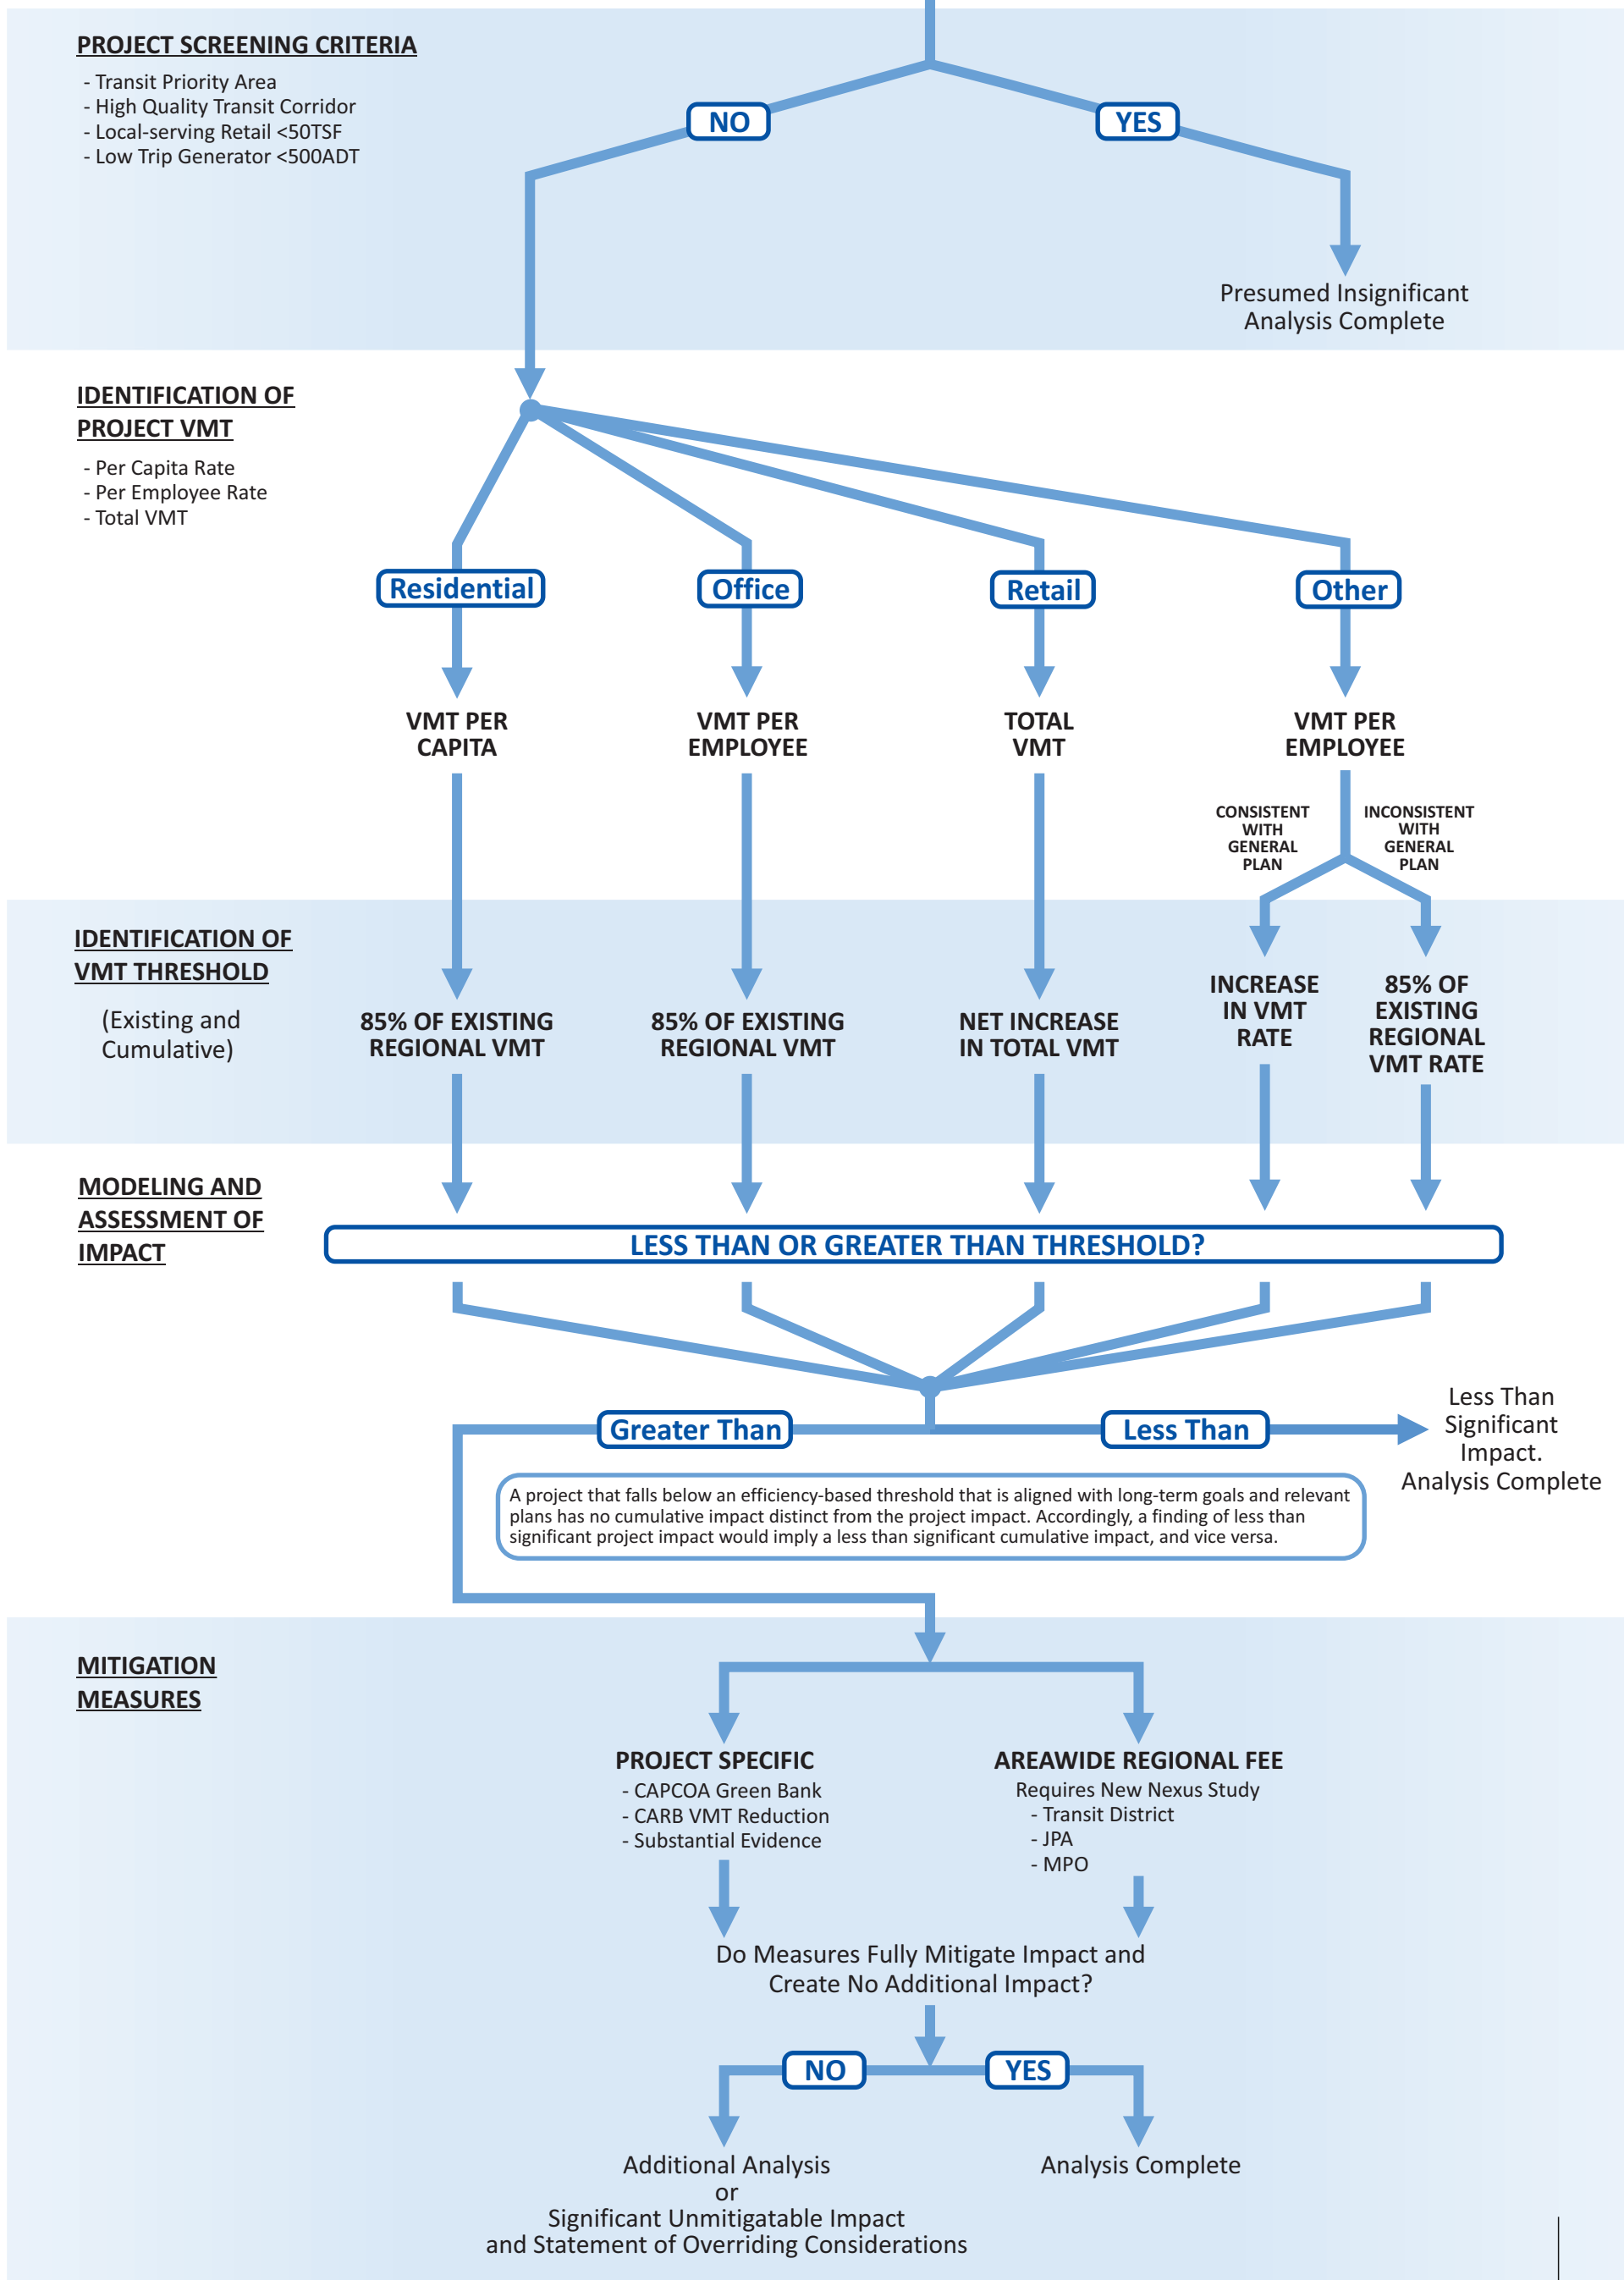 PROJECT SCREENING CRITERIA
- Transit Priority Area
- High Quality Transit Corridor
- Local-serving Retail <50TSF
- Low Trip Generator <500ADT
NO
YES
Presumed Insignificant
Analysis Complete
IDENTIFICATION OF
PROJECT VMT
- Per Capita Rate
- Per Employee Rate
- Total VMT
Residential
Office
Retail
Other
VMT PER
CAPITA
VMT PER
EMPLOYEE
TOTAL
VMT
VMT PER
EMPLOYEE
CONSISTENT
WITH
GENERAL
PLAN
INCONSISTENT
WITH
GENERAL
PLAN
IDENTIFICATION OF
VMT THRESHOLD
(Existing and
Cumulative)
85% OF EXISTING
REGIONAL VMT
85% OF EXISTING
REGIONAL VMT
NET INCREASE
IN TOTAL VMT
INCREASE
IN VMT
RATE
85% OF
EXISTING
REGIONAL
VMT RATE
MODELING AND
ASSESSMENT OF
IMPACT
LESS THAN OR GREATER THAN THRESHOLD?
Greater Than
Less Than
Less Than
Significant
Impact.
Analysis Complete
A project that falls below an efficiency-based threshold that is aligned with long-term goals and relevant
plans has no cumulative impact distinct from the project impact. Accordingly, a finding of less than
significant project impact would imply a less than significant cumulative impact, and vice versa.
MITIGATION
MEASURES
PROJECT SPECIFIC
- CAPCOA Green Bank
- CARB VMT Reduction
- Substantial Evidence
AREAWIDE REGIONAL FEE
Requires New Nexus Study
- Transit District
- JPA
- MPO
Do Measures Fully Mitigate Impact and
Create No Additional Impact?
NO
YES
Additional Analysis
or
Significant Unmitigatable Impact
and Statement of Overriding Considerations
Analysis Complete